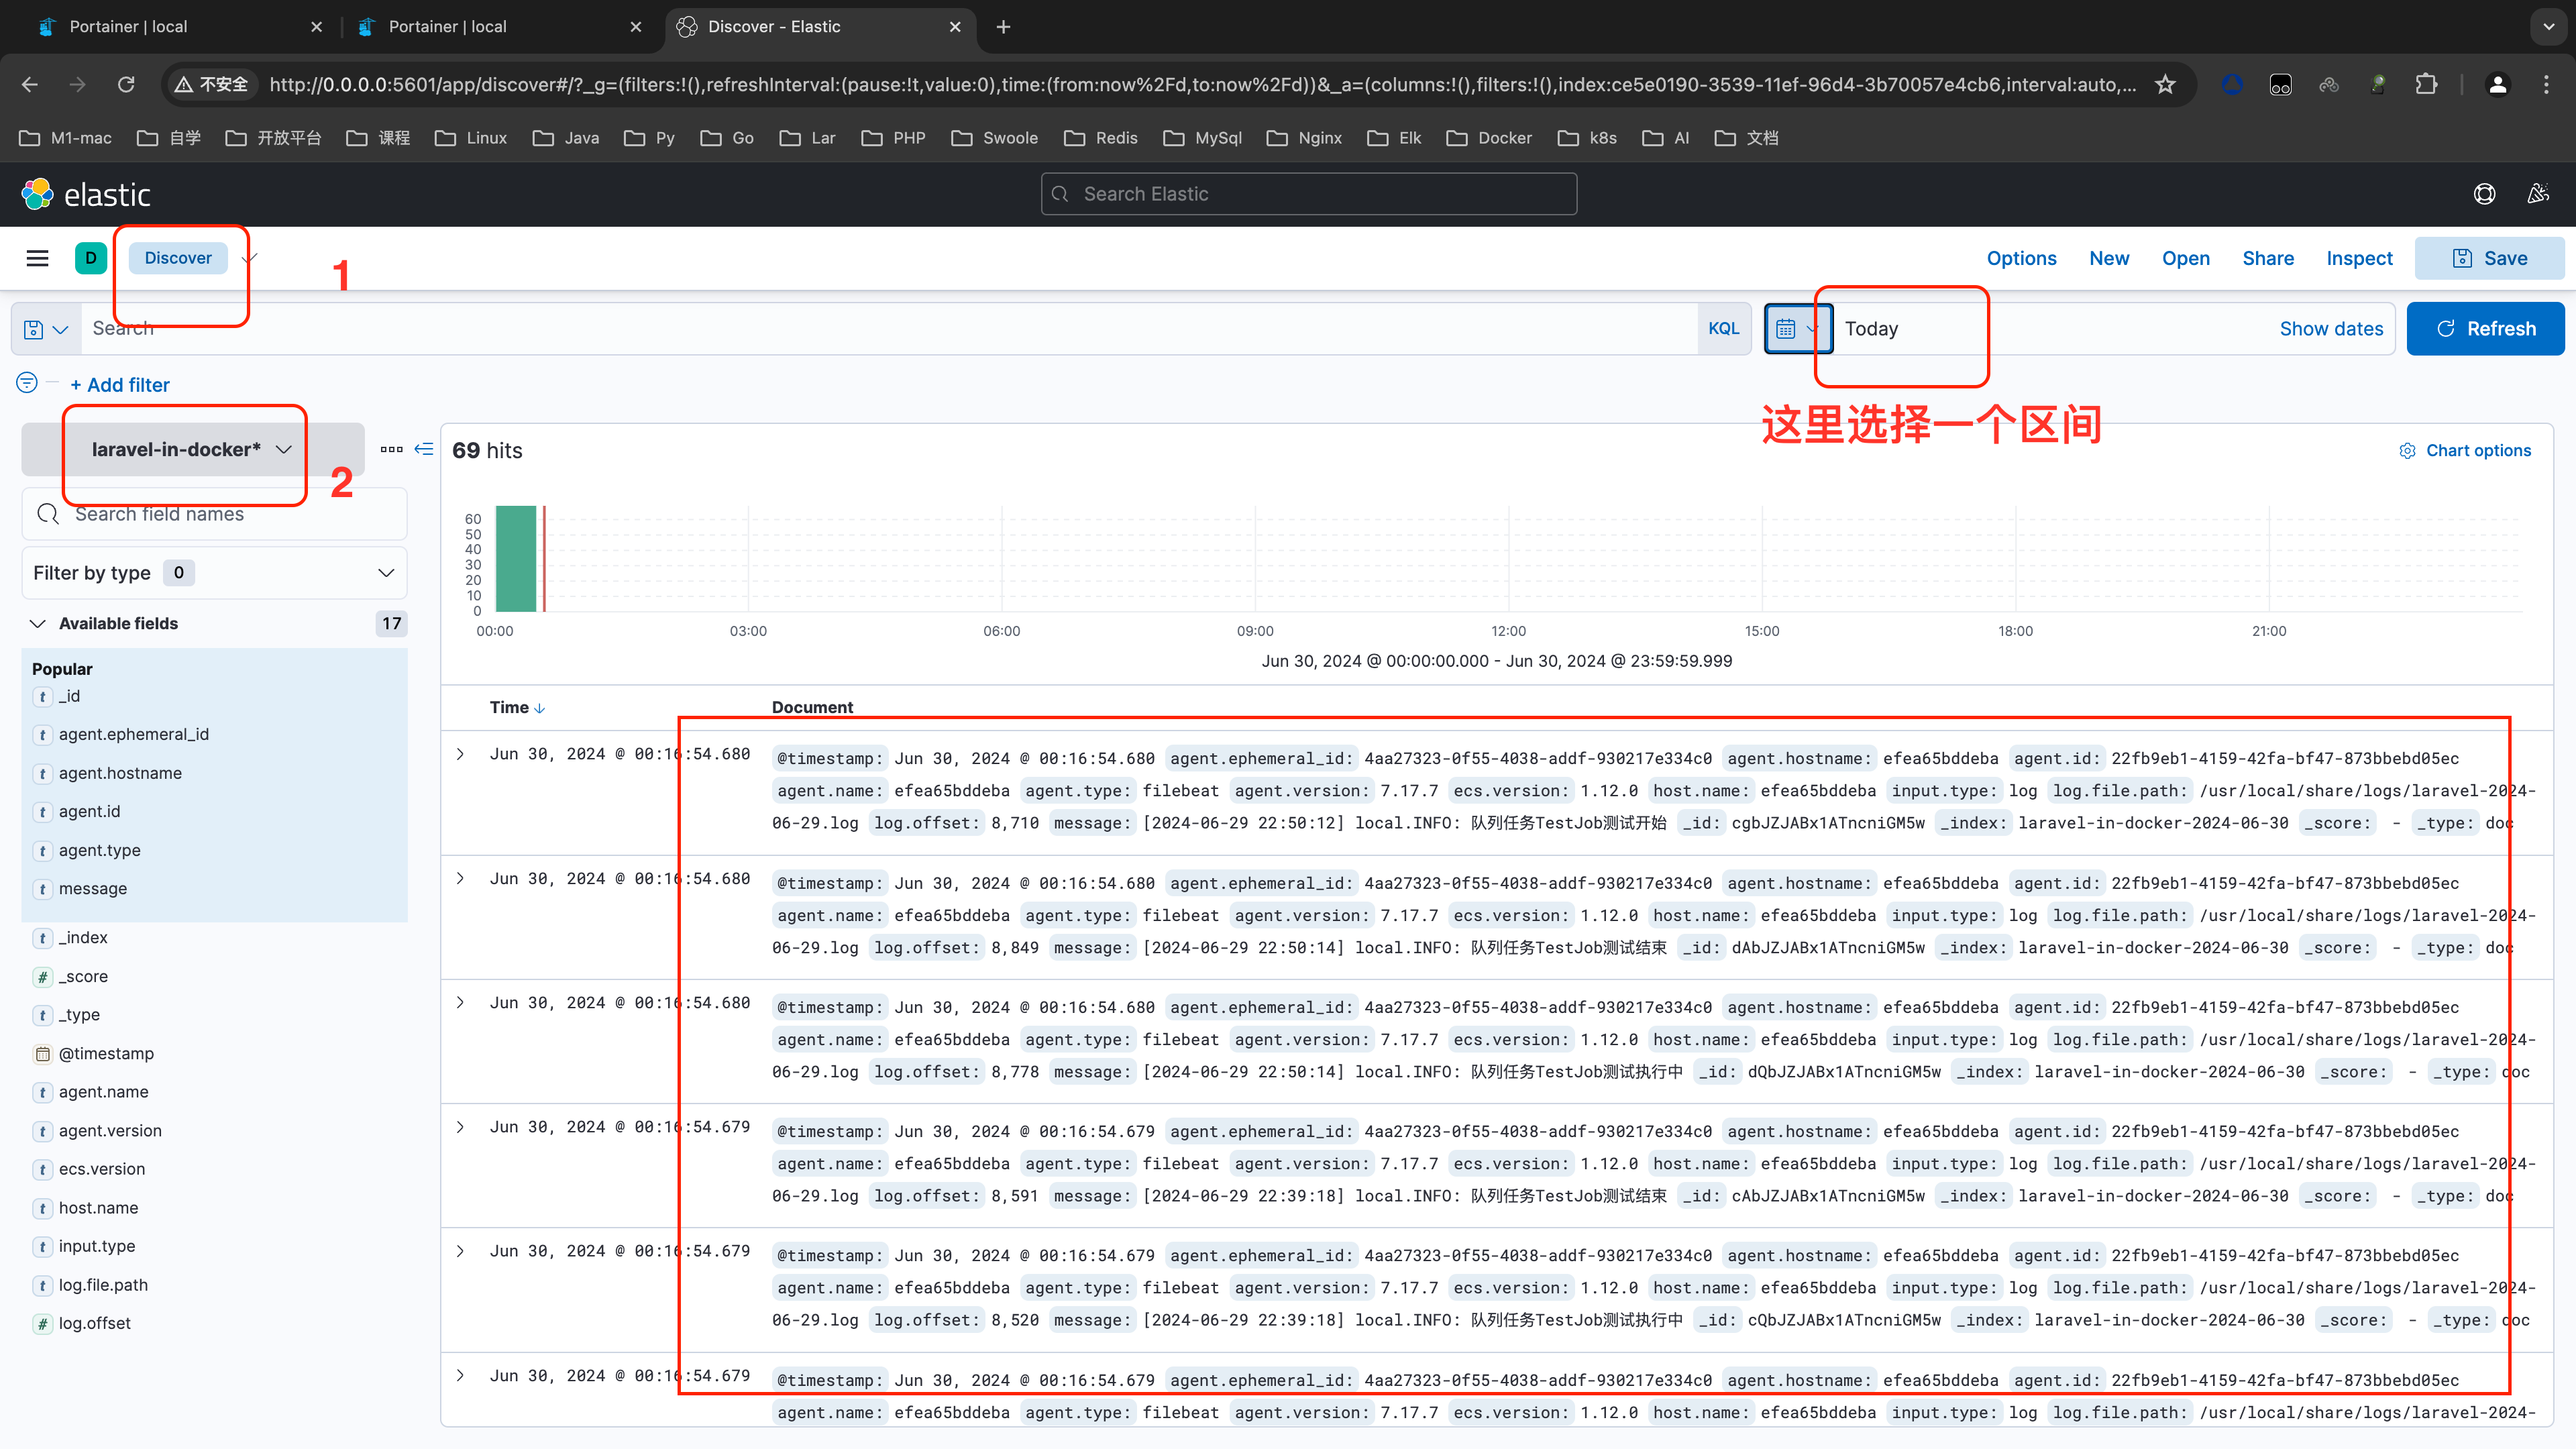 Portainer | local
Portainer | local
Discover - Elastic
不安全 http://0.0.0.0:5601/app/discover#/?_g=(filters:!(),refreshInterval:(pause:!t,value:0),time:(from:now%2Fd,to:now%2Fd))&_a=(columns:!(),filters:!(),index:ce5e0190-3539-11ef-96d4-3b70057e4cb6,interval:auto,...
M1-mac 自学 开放平台 课程 Linux Java Py Go Lar PHP Swoole Redis MySql Nginx Elk Docker k8s AI 文档
elastic
Search Elastic
D Discover 1 Options New Open Share Inspect Save
Search KQL Today Show dates Refresh
+ Add filter
这里选择一个区间
laravel-in-docker*
2
Search field names
Filter by type 0
Available fields 17
Popular
t _id
t agent.ephemeral_id
t agent.hostname
t agent.id
t agent.type
t message
t _index
# _score
t _type
@timestamp
t agent.name
t agent.version
t ecs.version
t host.name
t input.type
t log.file.path
# log.offset
69 hits
Chart options
60
50
40
30
20
10
0
00:00 03:00 06:00 09:00 12:00 15:00 18:00 21:00
Jun 30, 2024 @ 00:00:00.000 - Jun 30, 2024 @ 23:59:59.999
Time Document
Jun 30, 2024 @ 00:16:54.680 @timestamp: Jun 30, 2024 @ 00:16:54.680 agent.ephemeral_id: 4aa27323-0f55-4038-addf-930217e334c0 agent.hostname: efea65bddeba agent.id: 22fb9eb1-4159-42fa-bf47-873bbebd05ec
agent.name: efea65bddeba agent.type: filebeat agent.version: 7.17.7 ecs.version: 1.12.0 host.name: efea65bddeba input.type: log log.file.path: /usr/local/share/logs/laravel-2024-
06-29.log log.offset: 8,710 message: [2024-06-29 22:50:12] local.INFO: 队列任务TestJob测试开始 _id: cgbJZJABx1ATncniGM5w _index: laravel-in-docker-2024-06-30 _score: - _type: doc
Jun 30, 2024 @ 00:16:54.680 @timestamp: Jun 30, 2024 @ 00:16:54.680 agent.ephemeral_id: 4aa27323-0f55-4038-addf-930217e334c0 agent.hostname: efea65bddeba agent.id: 22fb9eb1-4159-42fa-bf47-873bbebd05ec
agent.name: efea65bddeba agent.type: filebeat agent.version: 7.17.7 ecs.version: 1.12.0 host.name: efea65bddeba input.type: log log.file.path: /usr/local/share/logs/laravel-2024-
06-29.log log.offset: 8,849 message: [2024-06-29 22:50:14] local.INFO: 队列任务TestJob测试结束 _id: dAbJZJABx1ATncniGM5w _index: laravel-in-docker-2024-06-30 _score: - _type: doc
Jun 30, 2024 @ 00:16:54.680 @timestamp: Jun 30, 2024 @ 00:16:54.680 agent.ephemeral_id: 4aa27323-0f55-4038-addf-930217e334c0 agent.hostname: efea65bddeba agent.id: 22fb9eb1-4159-42fa-bf47-873bbebd05ec
agent.name: efea65bddeba agent.type: filebeat agent.version: 7.17.7 ecs.version: 1.12.0 host.name: efea65bddeba input.type: log log.file.path: /usr/local/share/logs/laravel-2024-
06-29.log log.offset: 8,778 message: [2024-06-29 22:50:14] local.INFO: 队列任务TestJob测试执行中 _id: dQbJZJABx1ATncniGM5w _index: laravel-in-docker-2024-06-30 _score: - _type: doc
Jun 30, 2024 @ 00:16:54.679 @timestamp: Jun 30, 2024 @ 00:16:54.679 agent.ephemeral_id: 4aa27323-0f55-4038-addf-930217e334c0 agent.hostname: efea65bddeba agent.id: 22fb9eb1-4159-42fa-bf47-873bbebd05ec
agent.name: efea65bddeba agent.type: filebeat agent.version: 7.17.7 ecs.version: 1.12.0 host.name: efea65bddeba input.type: log log.file.path: /usr/local/share/logs/laravel-2024-
06-29.log log.offset: 8,591 message: [2024-06-29 22:39:18] local.INFO: 队列任务TestJob测试结束 _id: cAbJZJABx1ATncniGM5w _index: laravel-in-docker-2024-06-30 _score: - _type: doc
Jun 30, 2024 @ 00:16:54.679 @timestamp: Jun 30, 2024 @ 00:16:54.679 agent.ephemeral_id: 4aa27323-0f55-4038-addf-930217e334c0 agent.hostname: efea65bddeba agent.id: 22fb9eb1-4159-42fa-bf47-873bbebd05ec
agent.name: efea65bddeba agent.type: filebeat agent.version: 7.17.7 ecs.version: 1.12.0 host.name: efea65bddeba input.type: log log.file.path: /usr/local/share/logs/laravel-2024-
06-29.log log.offset: 8,520 message: [2024-06-29 22:39:18] local.INFO: 队列任务TestJob测试执行中 _id: cQbJZJABx1ATncniGM5w _index: laravel-in-docker-2024-06-30 _score: - _type: doc
Jun 30, 2024 @ 00:16:54.679 @timestamp: Jun 30, 2024 @ 00:16:54.679 agent.ephemeral_id: 4aa27323-0f55-4038-addf-930217e334c0 agent.hostname: efea65bddeba agent.id: 22fb9eb1-4159-42fa-bf47-873bbebd05ec
agent.name: efea65bddeba agent.type: filebeat agent.version: 7.17.7 ecs.version: 1.12.0 host.name: efea65bddeba input.type: log log.file.path: /usr/local/share/logs/laravel-2024-